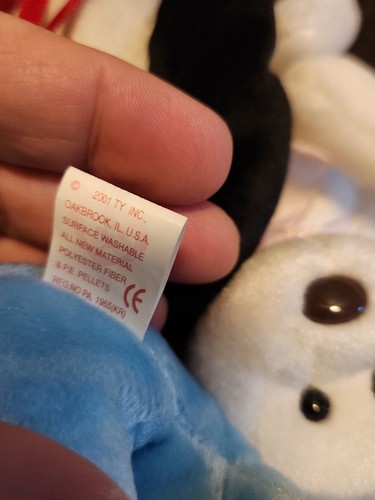 © 2001 TY INC.,
OAKBROOK, IL. U.S.A.
SURFACE WASHABLE
ALL NEW MATERIAL
POLYESTER FIBER
& P.E. PELLETS
REG.NO PA. 1965(KR)
CE